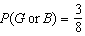 P(G or B) = 3/8